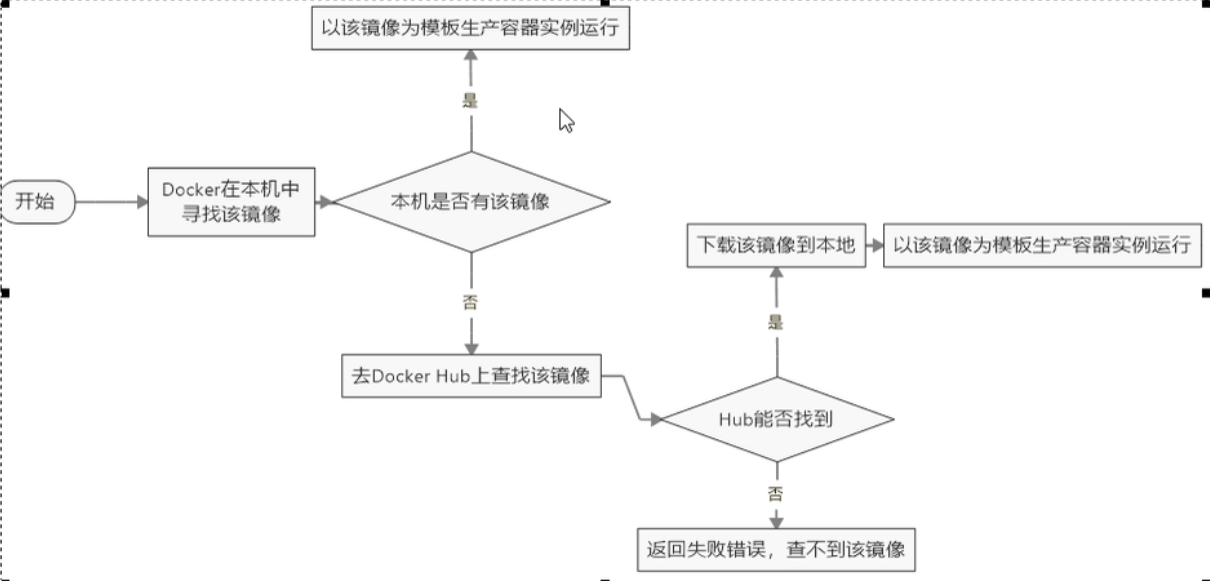 以该镜像为模板生产容器实例运行
是
开始
Docker在本机中
寻找该镜像
本机是否有该镜像
否
去Docker Hub上查找该镜像
下载该镜像到本地
以该镜像为模板生产容器实例运行
是
Hub能否找到
否
返回失败错误，查不到该镜像